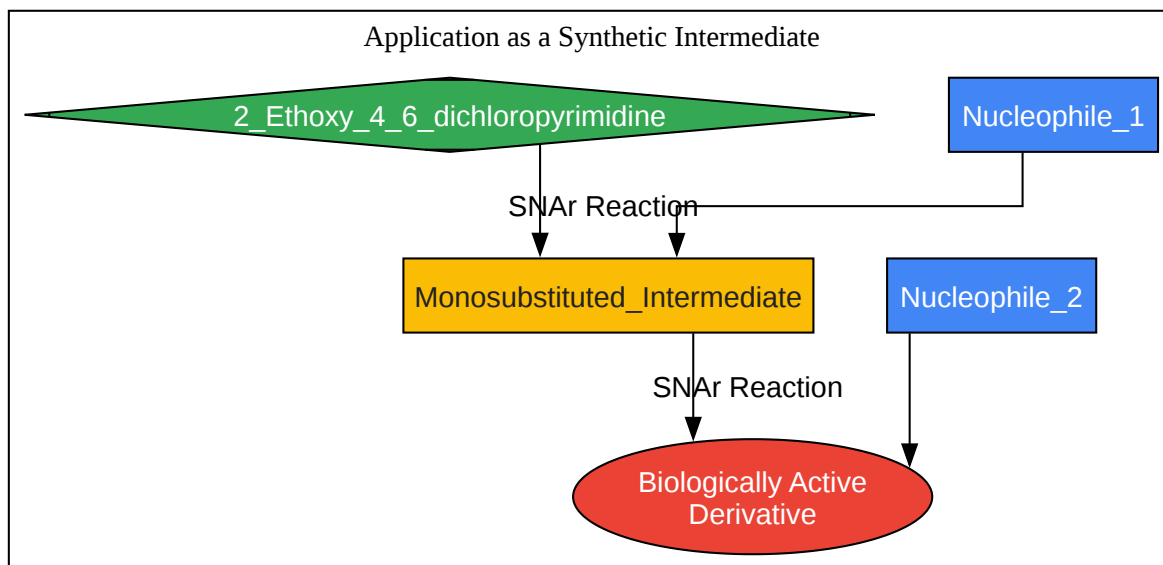 Application as a Synthetic Intermediate
2_Ethoxy_4_6_dichloropyrimidine
Nucleophile_1
SNAr Reaction
Monosubstituted_Intermediate
Nucleophile_2
SNAr Reaction
Biologically Active
Derivative